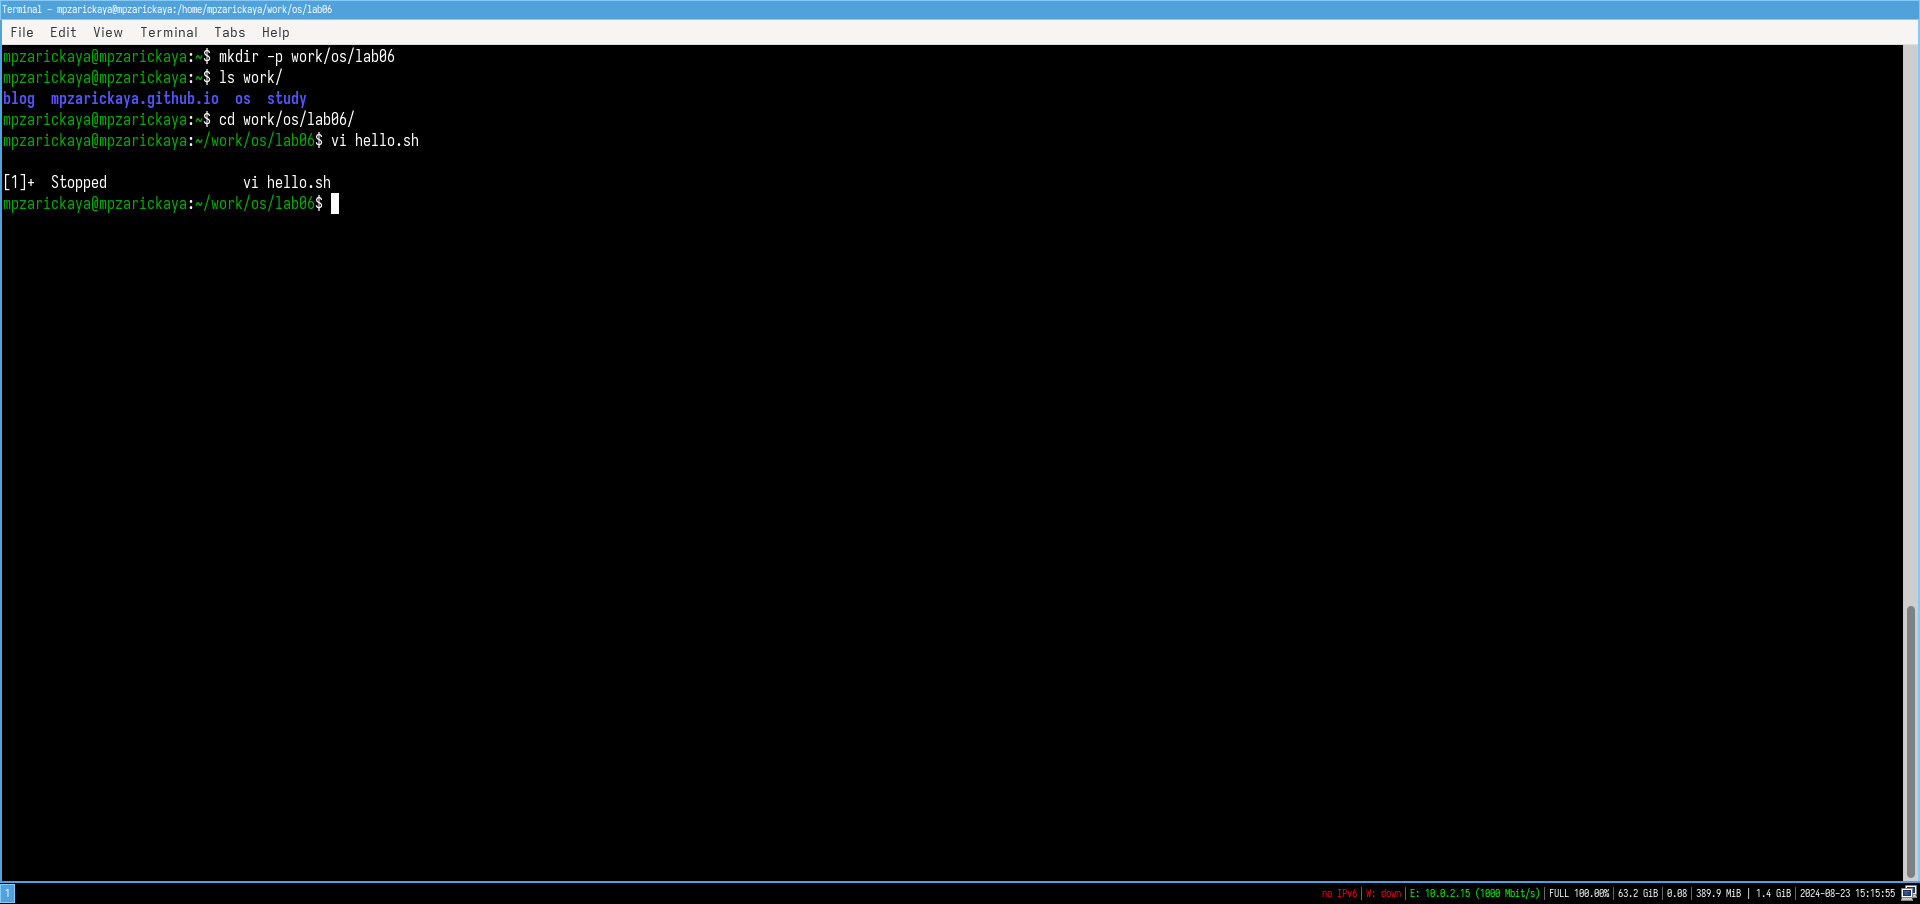 Terminal - mpzarickaya@mpzarickaya:/home/mpzarickaya/work/os/lab06
File Edit View Terminal Tabs Help
mpzarickaya@mpzarickaya:~$ mkdir -p work/os/lab06
mpzarickaya@mpzarickaya:~$ ls work/
blog  mpzarickaya.github.io  os  study
mpzarickaya@mpzarickaya:~$ cd work/os/lab06/
mpzarickaya@mpzarickaya:~/work/os/lab06$ vi hello.sh
[1]+  Stopped                 vi hello.sh
mpzarickaya@mpzarickaya:~/work/os/lab06$
1 no IPv6|W: down|E: 10.0.2.15 (1000 Mbit/s)|FULL 100.00%|63.2 GiB|0.08|389.9 MiB | 1.4 GiB|2024-08-23 15:15:55